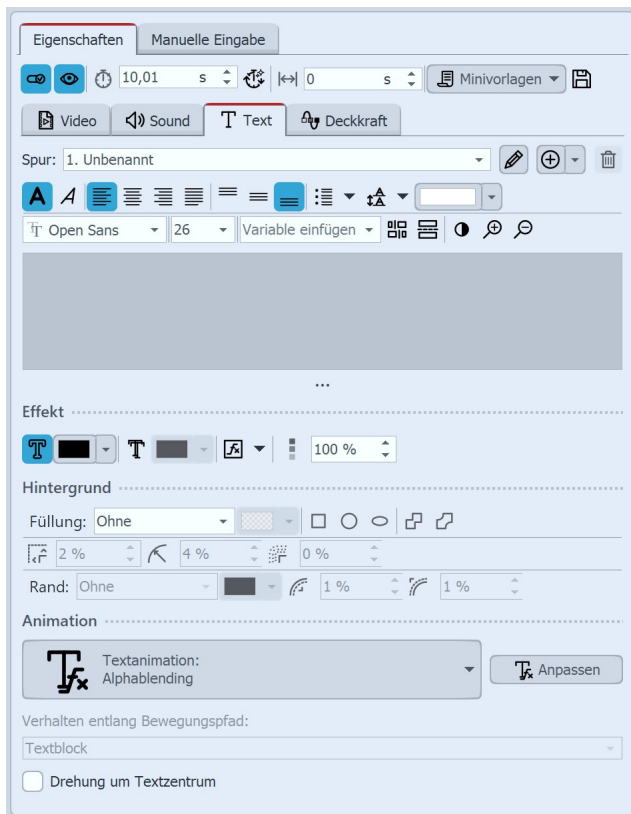 Eigenschaften Manuelle Eingabe
10,01 s 0 s Minivorlagen
Video Sound Text Deckkraft
Spur: 1. Unbenannt
Open Sans 26 Variable einfügen
...
Effekt
100 %
Hintergrund
Füllung: Ohne
2 % 4 % 0 %
Rand: Ohne 1 % 1 %
Animation
Textanimation:
Alphablending
Anpassen
Verhalten entlang Bewegungspfad:
Textblock
Drehung um Textzentrum